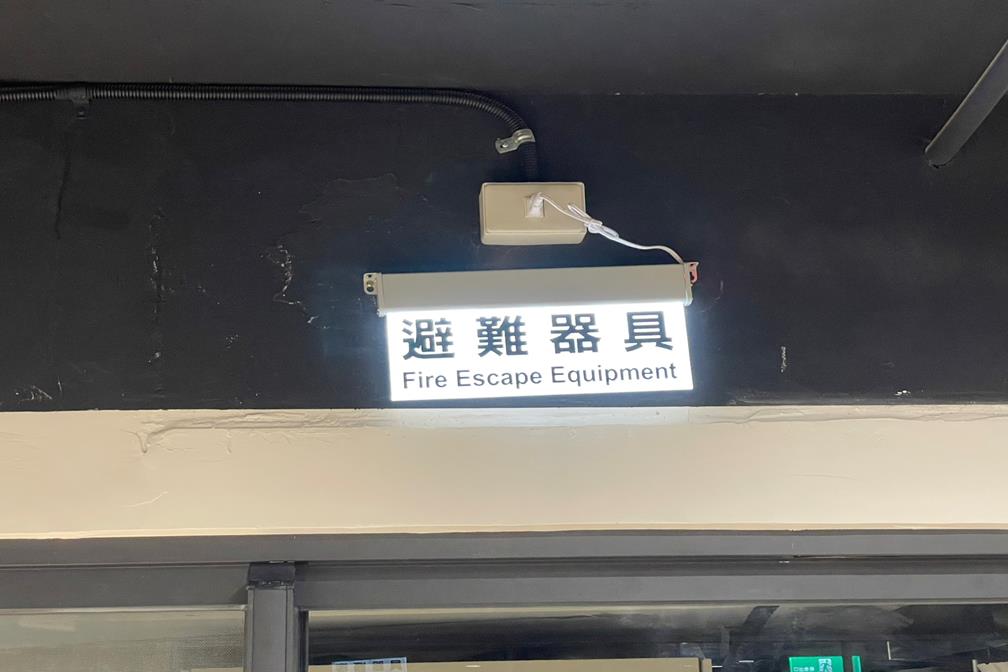 避難器具
Fire Escape Equipment